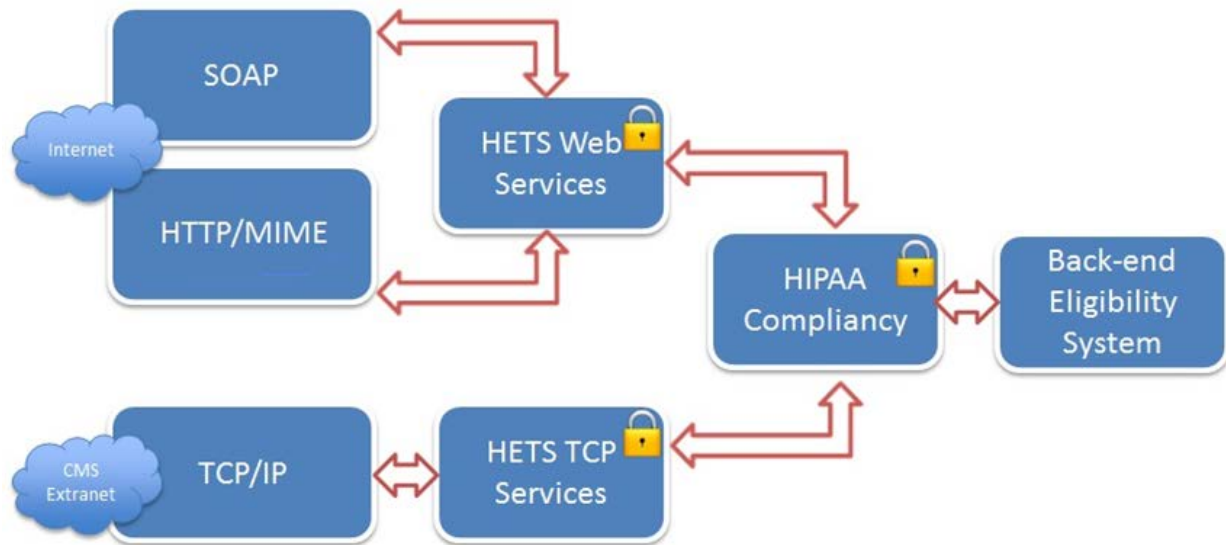 SOAP
Internet
HTTP/MIME
HETS Web
Services
HIPAA
Compliancy
Back-end
Eligibility
System
CMS
Extranet
TCP/IP
HETS TCP
Services